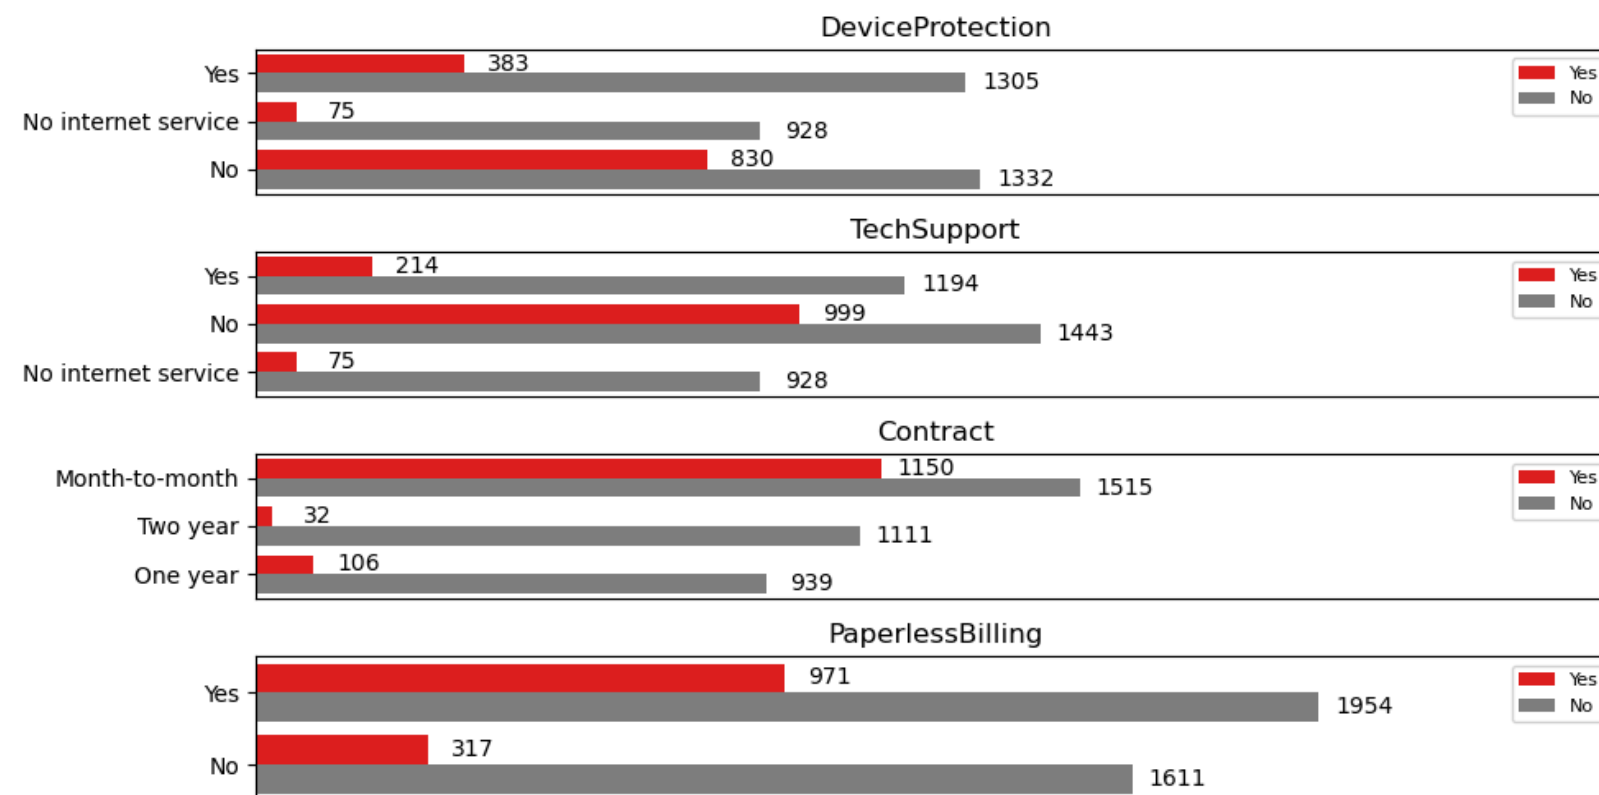 DeviceProtection
Yes 383 Yes
1305 No
No internet service 75
928
No 830
1332
TechSupport
Yes 214 Yes
1194 No
No 999
1443
No internet service 75
928
Contract
Month-to-month 1150 Yes
1515 No
Two year 32
1111
One year 106
939
PaperlessBilling
Yes 971 Yes
1954 No
No 317
1611